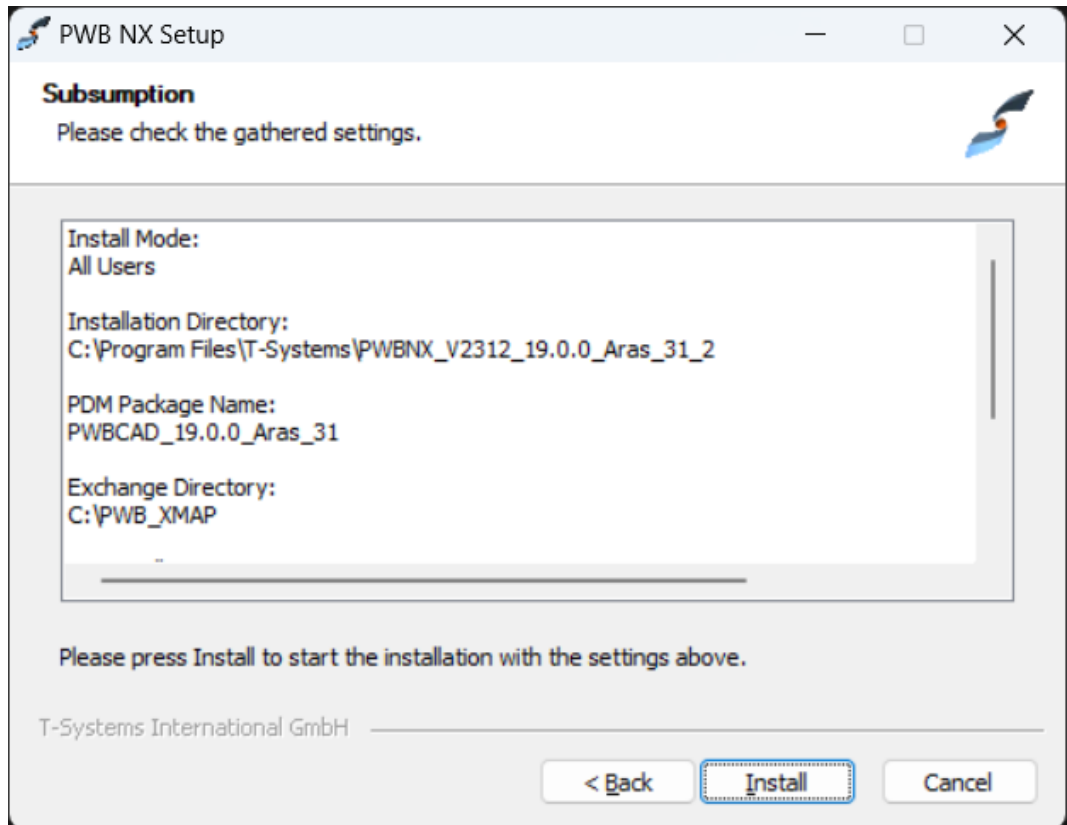 PWB NX Setup
Subsumption
Please check the gathered settings.
Install Mode:
All Users
Installation Directory:
C:\Program Files\T-Systems\PWBNX_V2312_19.0.0_Aras_31_2
PDM Package Name:
PWBCAD_19.0.0_Aras_31
Exchange Directory:
C:\PWB_XMAP
Please press Install to start the installation with the settings above.
T-Systems International GmbH
< Back Install Cancel